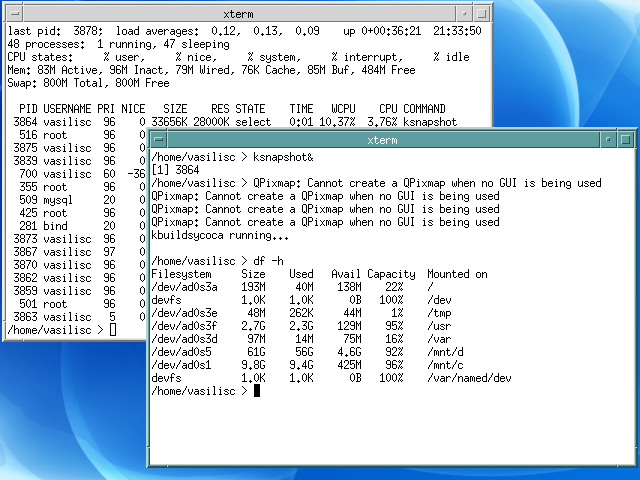 xterm
last pid:  3878;  load averages:  0.12,  0.13,  0.09    up 0+00:36:21  21:33:50
48 processes:  1 running, 47 sleeping
CPU states:     % user,     % nice,     % system,     % interrupt,     % idle
Mem: 83M Active, 96M Inact, 79M Wired, 76K Cache, 85M Buf, 484M Free
Swap: 800M Total, 800M Free
PID USERNAME PRI NICE   SIZE    RES STATE    TIME   WCPU    CPU COMMAND
3864 vasilisc  96    0 33656K 28000K select   0:01 10.37%  3.76% ksnapshot
516 root      96    0
3875 vasilisc  96    0
3839 vasilisc  96    0
700 vasilisc  60  -36
355 root      96    0
509 mysql     20    0
425 root      96    0
281 bind      20    0
3873 vasilisc  96    0
3867 vasilisc  97    0
3870 vasilisc  96    0
3862 vasilisc  96    0
3859 vasilisc  96    0
501 root      96    0
3863 vasilisc   5    0
/home/vasilisc >
xterm
/home/vasilisc > ksnapshot&
[1] 3864
/home/vasilisc > QPixmap: Cannot create a QPixmap when no GUI is being used
QPixmap: Cannot create a QPixmap when no GUI is being used
QPixmap: Cannot create a QPixmap when no GUI is being used
QPixmap: Cannot create a QPixmap when no GUI is being used
kbuildsycoca running...
/home/vasilisc > df -h
Filesystem     Size    Used   Avail Capacity  Mounted on
/dev/ad0s3a    193M     40M    138M    22%    /
devfs          1.0K    1.0K      0B   100%    /dev
/dev/ad0s3e     48M    262K     44M     1%    /tmp
/dev/ad0s3f    2.7G    2.3G    129M    95%    /usr
/dev/ad0s3d     97M     14M     75M    16%    /var
/dev/ad0s5      61G     56G    4.6G    92%    /mnt/d
/dev/ad0s1     9.8G    9.4G    425M    96%    /mnt/c
devfs          1.0K    1.0K      0B   100%    /var/named/dev
/home/vasilisc >